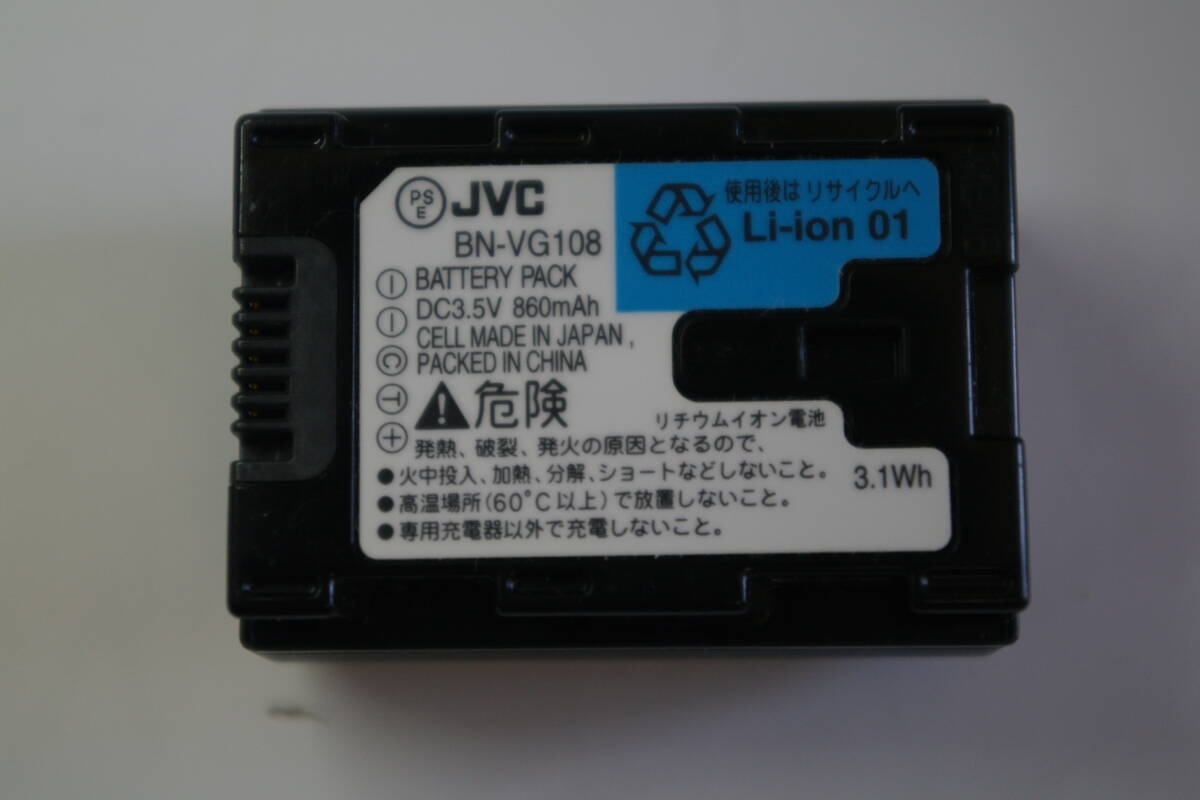 PS
E
JVC
BN-VG108
使用後は リサイクルへ
Li-ion 01
BATTERY PACK
DC3.5V 860mAh
CELL MADE IN JAPAN,
PACKED IN CHINA
− − C T +
危険
リチウムイオン電池
発熱、破裂、発火の原因となるので、
●火中投入、加熱、分解、ショートなどしないこと。
●高温場所(60°C以上)で放置しないこと。
●専用充電器以外で充電しないこと。
3.1Wh